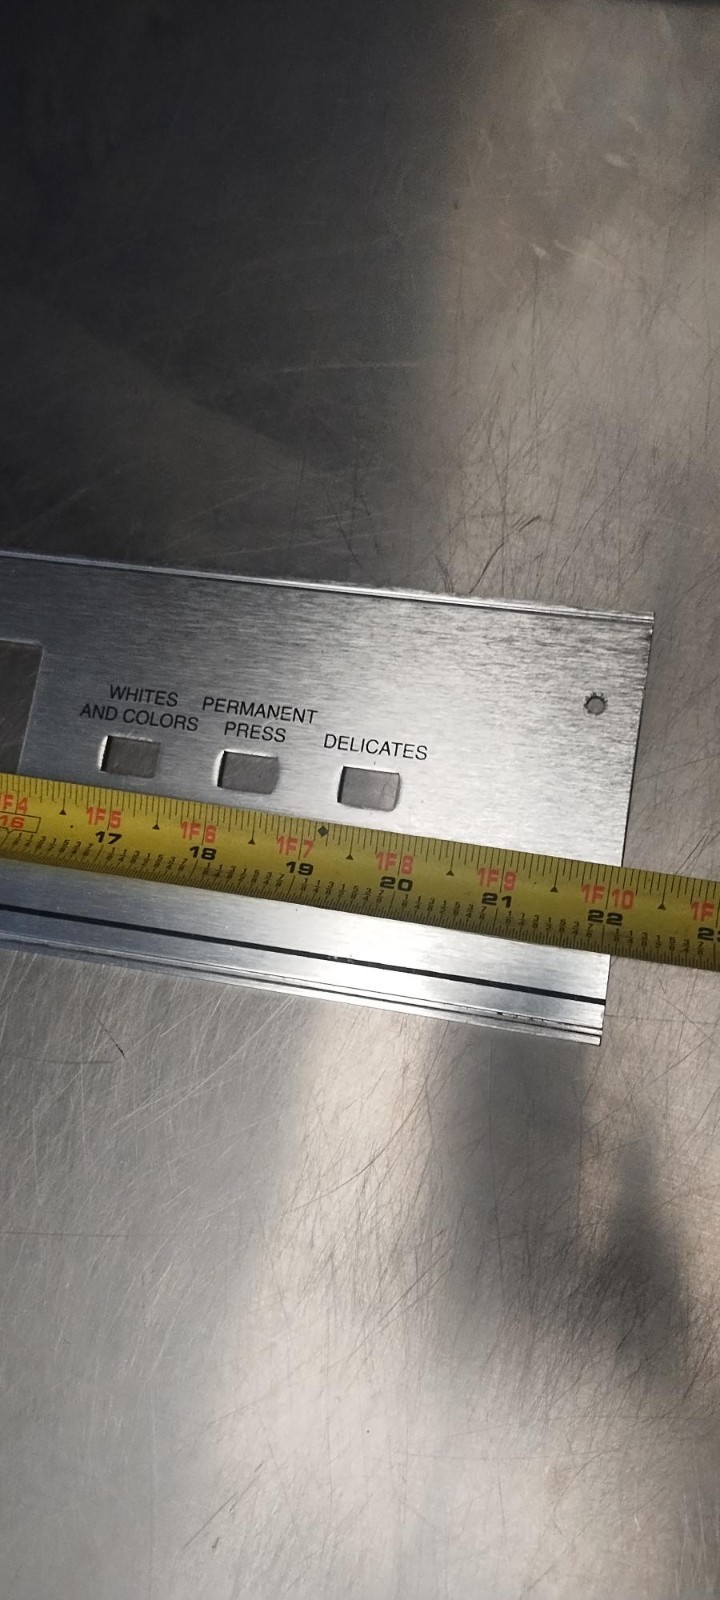 WHITES
AND COLORS
PERMANENT
PRESS
DELICATES
1F4 1F5 1F6 1F7 1F8 1F9 1F10
16 17 18 19 20 21 22